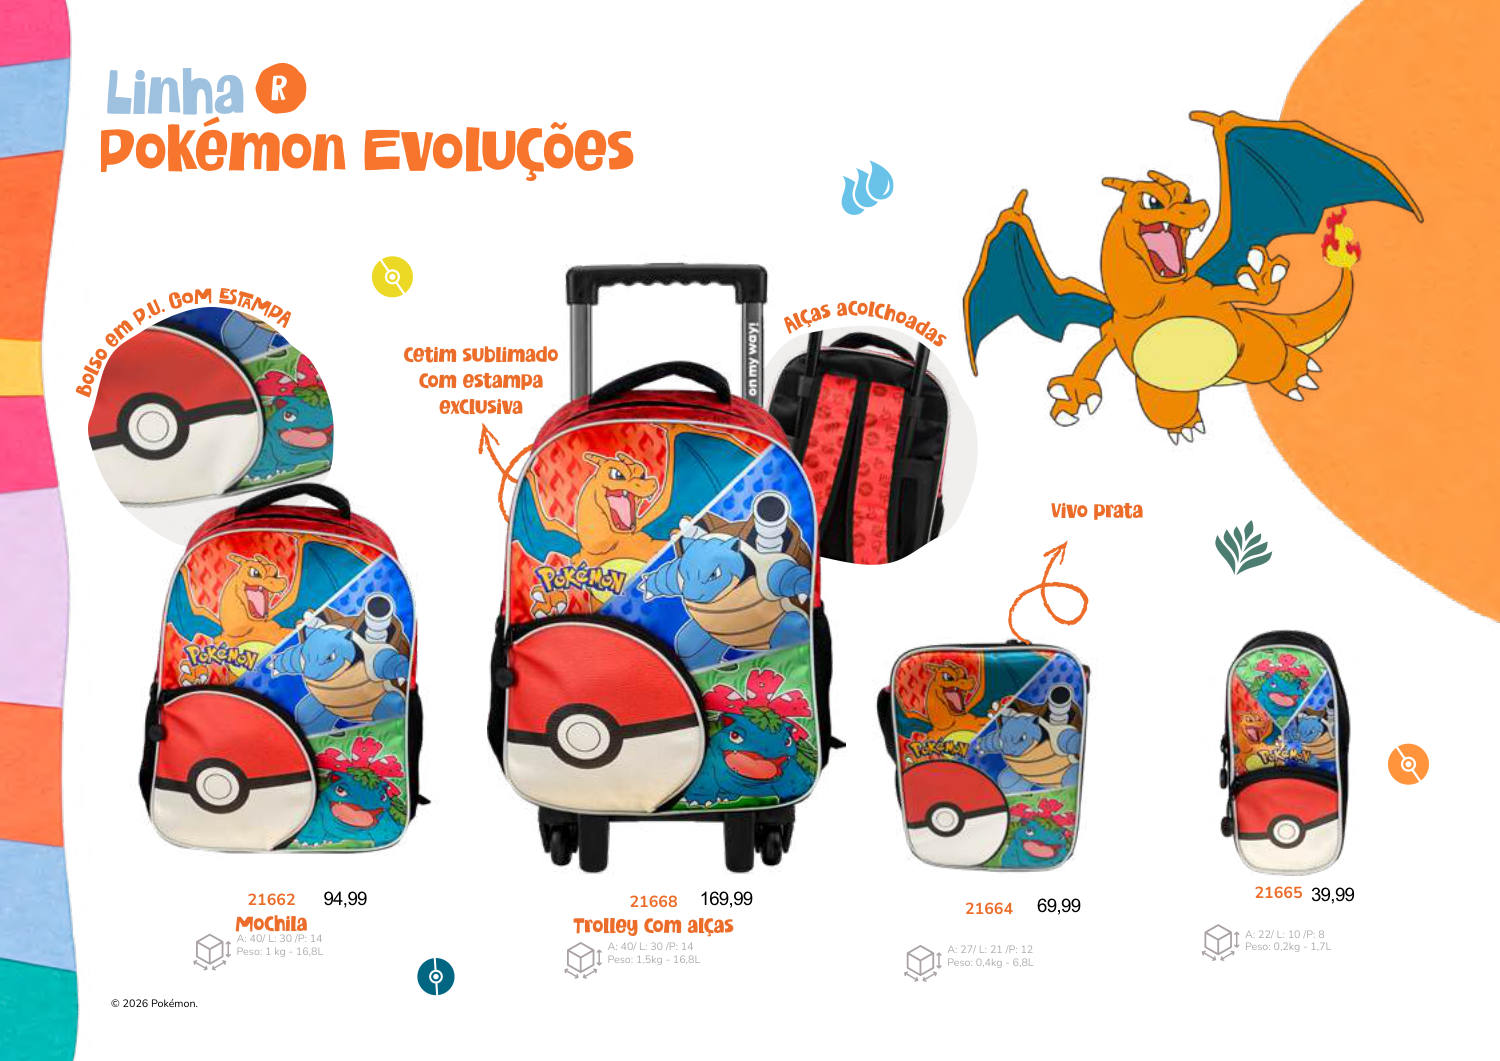 Linha R
Pokémon Evoluções
Bolso em P.U. com estampa
Cetim sublimado
com estampa
exclusiva
on my way!
Alças acolchoadas
Vivo prata
Pokémon
Pokémon
Pokémon
Pokémon
21662 94,99
Mochila
A: 40/ L: 30 /P: 14
Peso: 1 kg - 16,8L
21668 169,99
Trolley com alças
A: 40/ L: 30 /P: 14
Peso: 1,5kg - 16,8L
21664 69,99
A: 27/ L: 21 /P: 12
Peso: 0,4kg - 6,8L
21665 39,99
A: 22/ L: 10 /P: 8
Peso: 0,2kg - 1,7L
© 2026 Pokémon.